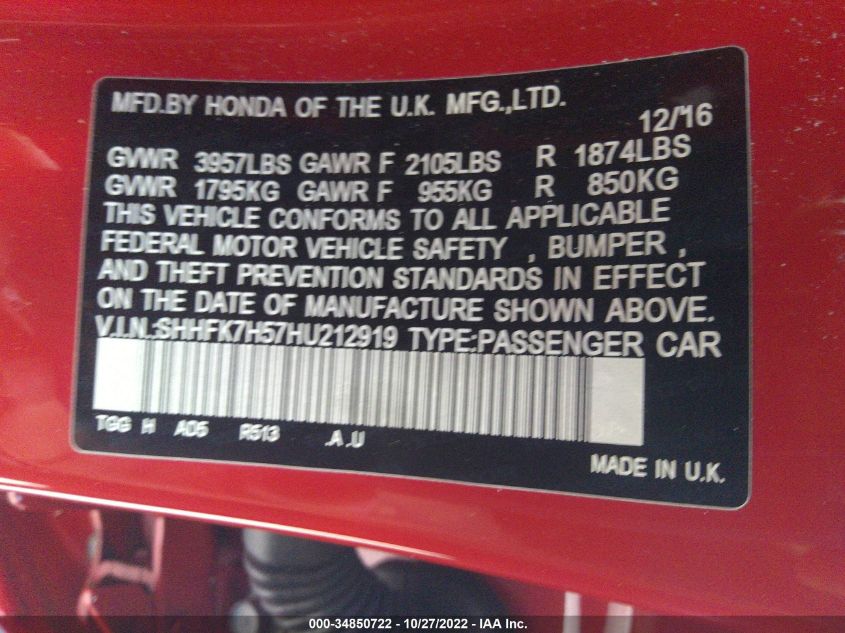 MFD.BY HONDA OF THE U.K. MFG.,LTD.
12/16
GVWR 3957LBS GAWR F 2105LBS R 1874LBS
GVWR 1795KG GAWR F 955KG R 850KG
THIS VEHICLE CONFORMS TO ALL APPLICABLE
FEDERAL MOTOR VEHICLE SAFETY , BUMPER ,
AND THEFT PREVENTION STANDARDS IN EFFECT
ON THE DATE OF MANUFACTURE SHOWN ABOVE.
V.I.N.:SHHFK7H57HU212919 TYPE:PASSENGER CAR
TGG H AD5 R513 .A .U
MADE IN U.K.
000-34850722 - 10/27/2022 - IAA Inc.